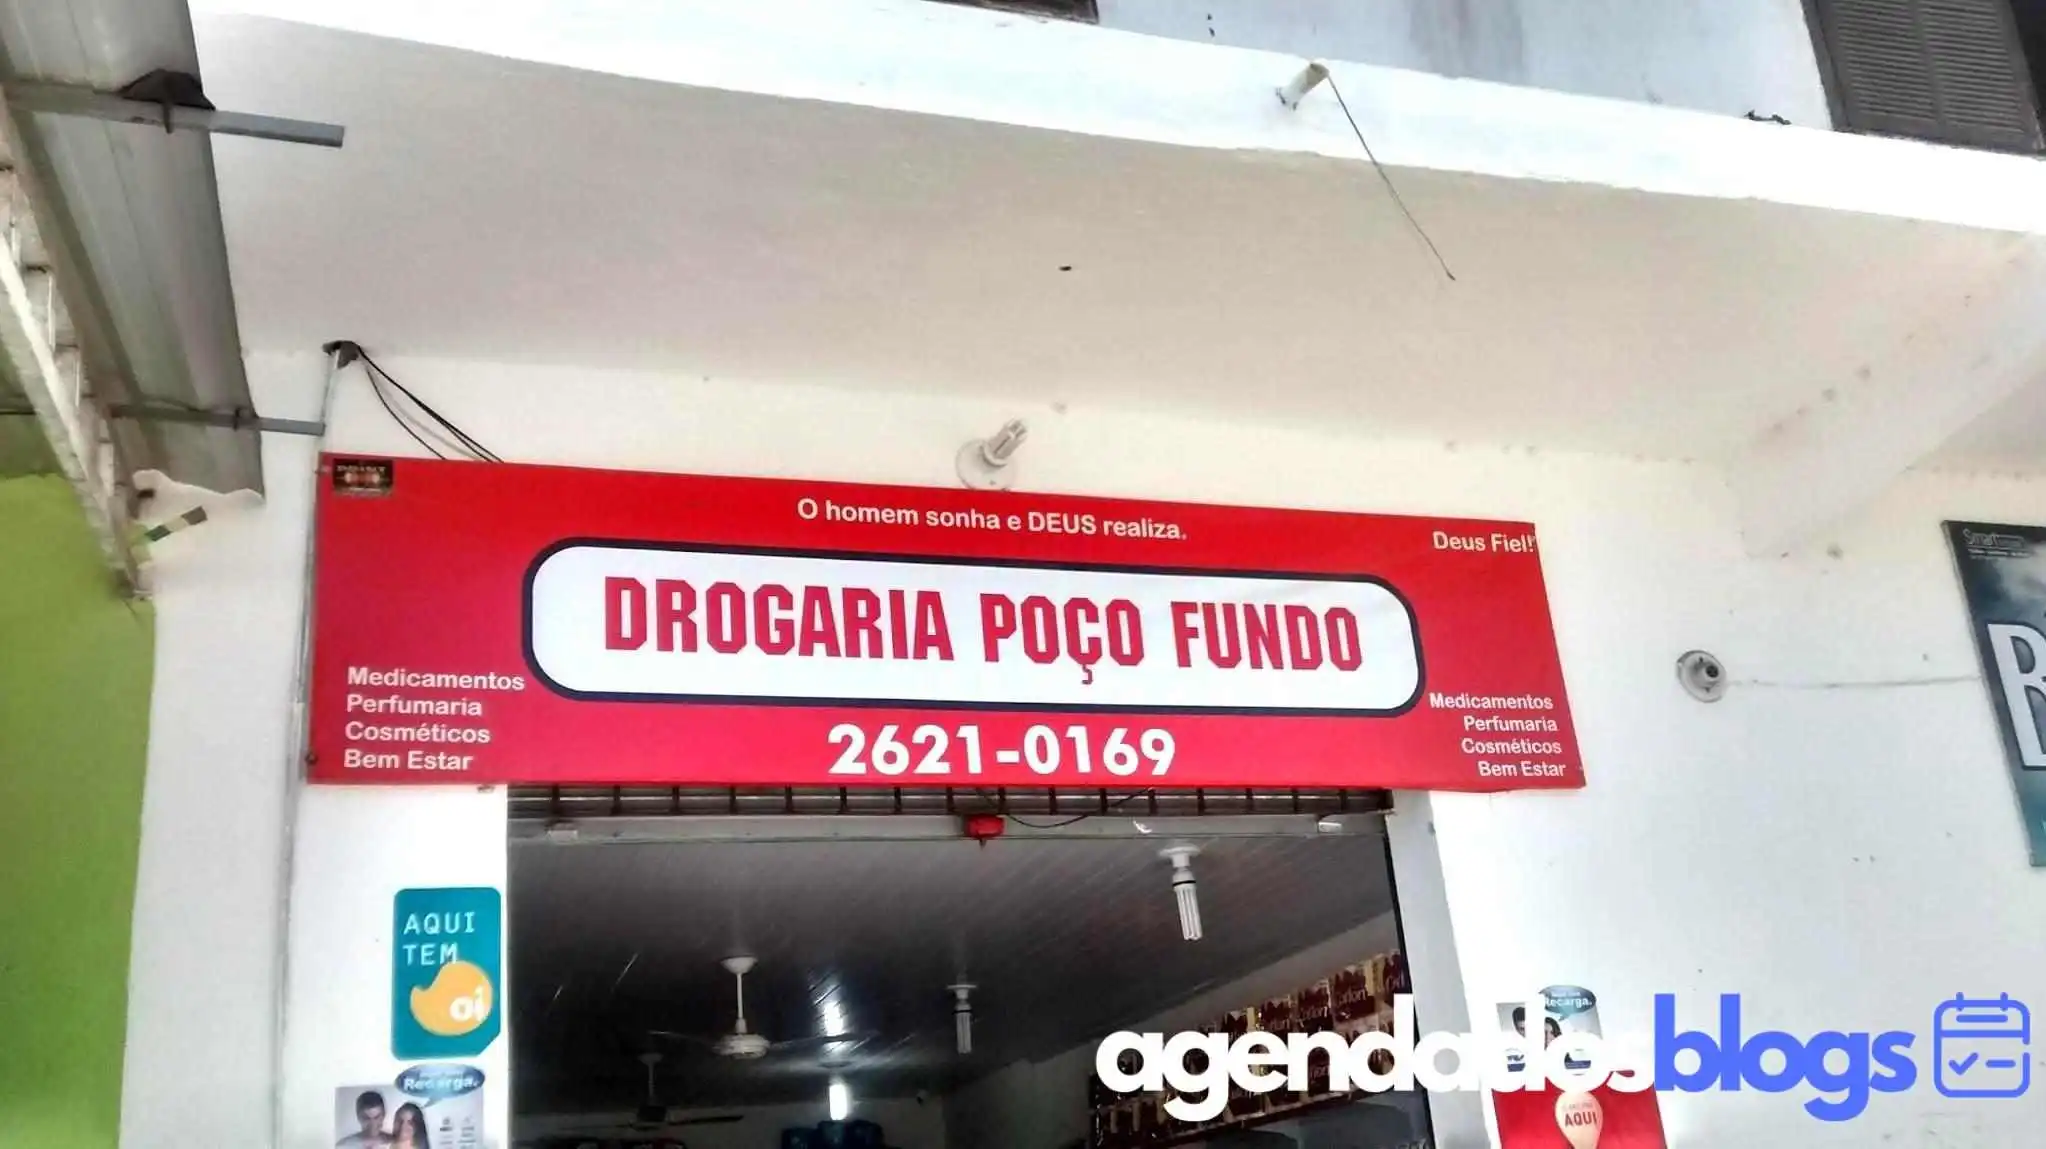 O homem sonha e DEUS realiza.
Deus Fiel!
DROGARIA POÇO FUNDO
Medicamentos
Perfumaria
Cosméticos
Bem Estar
2621-0169
Medicamentos
Perfumaria
Cosméticos
Bem Estar
AQUI
TEM
oi
Recarga.
Recarga.
AQUI
agendadosblogs